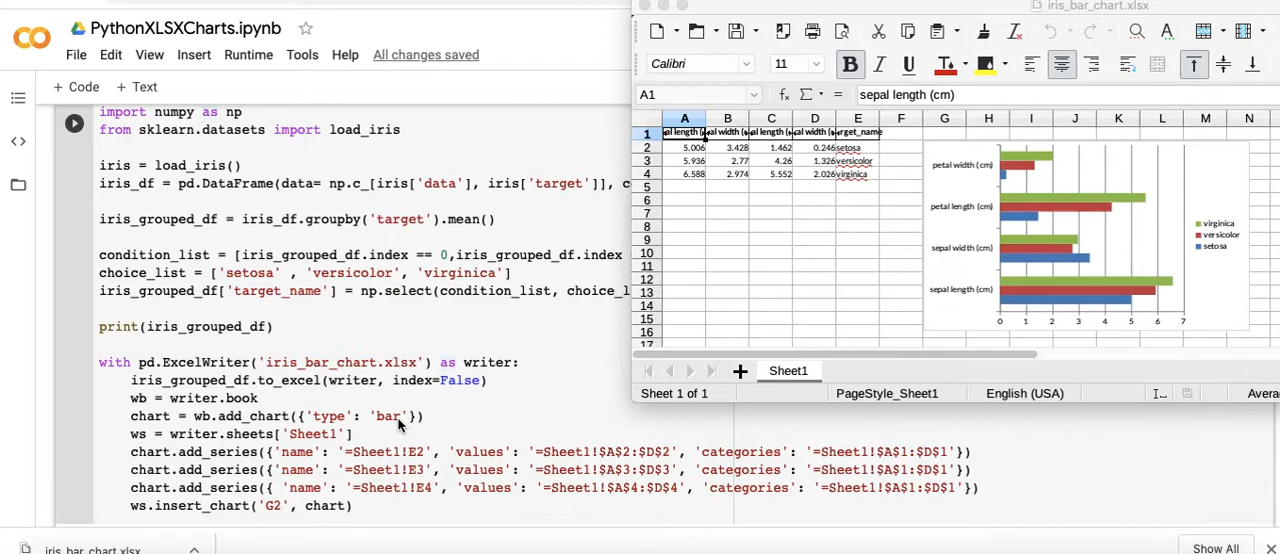 PythonXLSXCharts.ipynb
File Edit View Insert Runtime Tools Help All changes saved
+ Code + Text
import numpy as np
from sklearn.datasets import load_iris
iris = load_iris()
iris_df = pd.DataFrame(data= np.c_[iris['data'], iris['target']], c
iris_grouped_df = iris_df.groupby('target').mean()
condition_list = [iris_grouped_df.index == 0,iris_grouped_df.index
choice_list = ['setosa' , 'versicolor', 'virginica']
iris_grouped_df['target_name'] = np.select(condition_list, choice_l
print(iris_grouped_df)
with pd.ExcelWriter('iris_bar_chart.xlsx') as writer:
iris_grouped_df.to_excel(writer, index=False)
wb = writer.book
chart = wb.add_chart({'type': 'bar'})
ws = writer.sheets['Sheet1']
chart.add_series({'name': '=Sheet1!E2', 'values': '=Sheet1!$A$2:$D$2', 'categories': '=Sheet1!$A$1:$D$1'})
chart.add_series({'name': '=Sheet1!E3', 'values': '=Sheet1!$A$3:$D$3', 'categories': '=Sheet1!$A$1:$D$1'})
chart.add_series({ 'name': '=Sheet1!E4', 'values': '=Sheet1!$A$4:$D$4', 'categories': '=Sheet1!$A$1:$D$1'})
ws.insert_chart('G2', chart)
iris_bar_chart.xlsx
Show All
iris_bar_chart.xlsx
Calibri 11
A1 sepal length (cm)
A B C D E F G H I J K L M N
1 al length ( al width ( al length ( al width ( rget_name
2 5.006 3.428 1.462 0.246 setosa
3 5.936 2.77 4.26 1.326 versicolor
4 6.588 2.974 5.552 2.026 virginica
5
6
7
8
9
10
11
12
13
14
15
16
17
petal width (cm)
petal length (cm)
sepal width (cm)
sepal length (cm)
0 1 2 3 4 5 6 7
virginica
versicolor
setosa
Sheet1
Sheet 1 of 1 PageStyle_Sheet1 English (USA) Avera